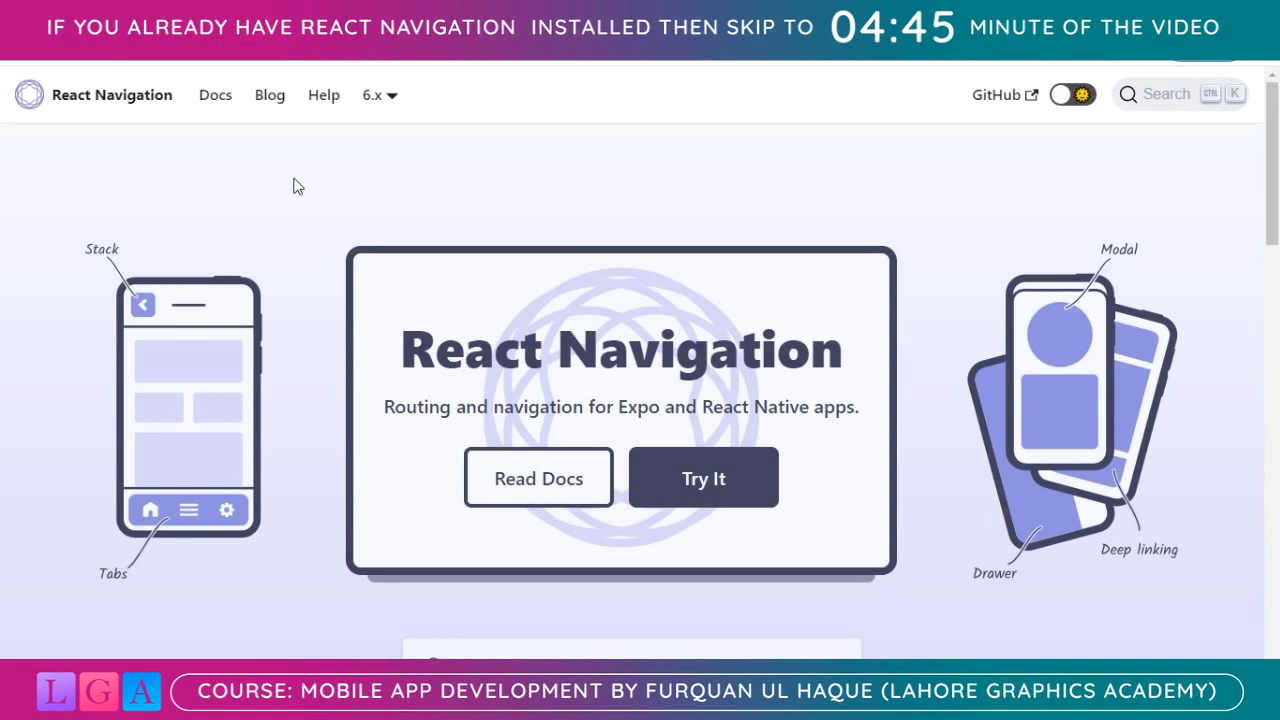 IF YOU ALREADY HAVE REACT NAVIGATION INSTALLED THEN SKIP TO 04:45 MINUTE OF THE VIDEO
React Navigation Docs Blog Help 6.x GitHub Search CTRL K
Stack
Modal
React Navigation
Routing and navigation for Expo and React Native apps.
Read Docs Try It
Tabs
Deep linking
Drawer
LGA COURSE: MOBILE APP DEVELOPMENT BY FURQUAN UL HAQUE (LAHORE GRAPHICS ACADEMY)